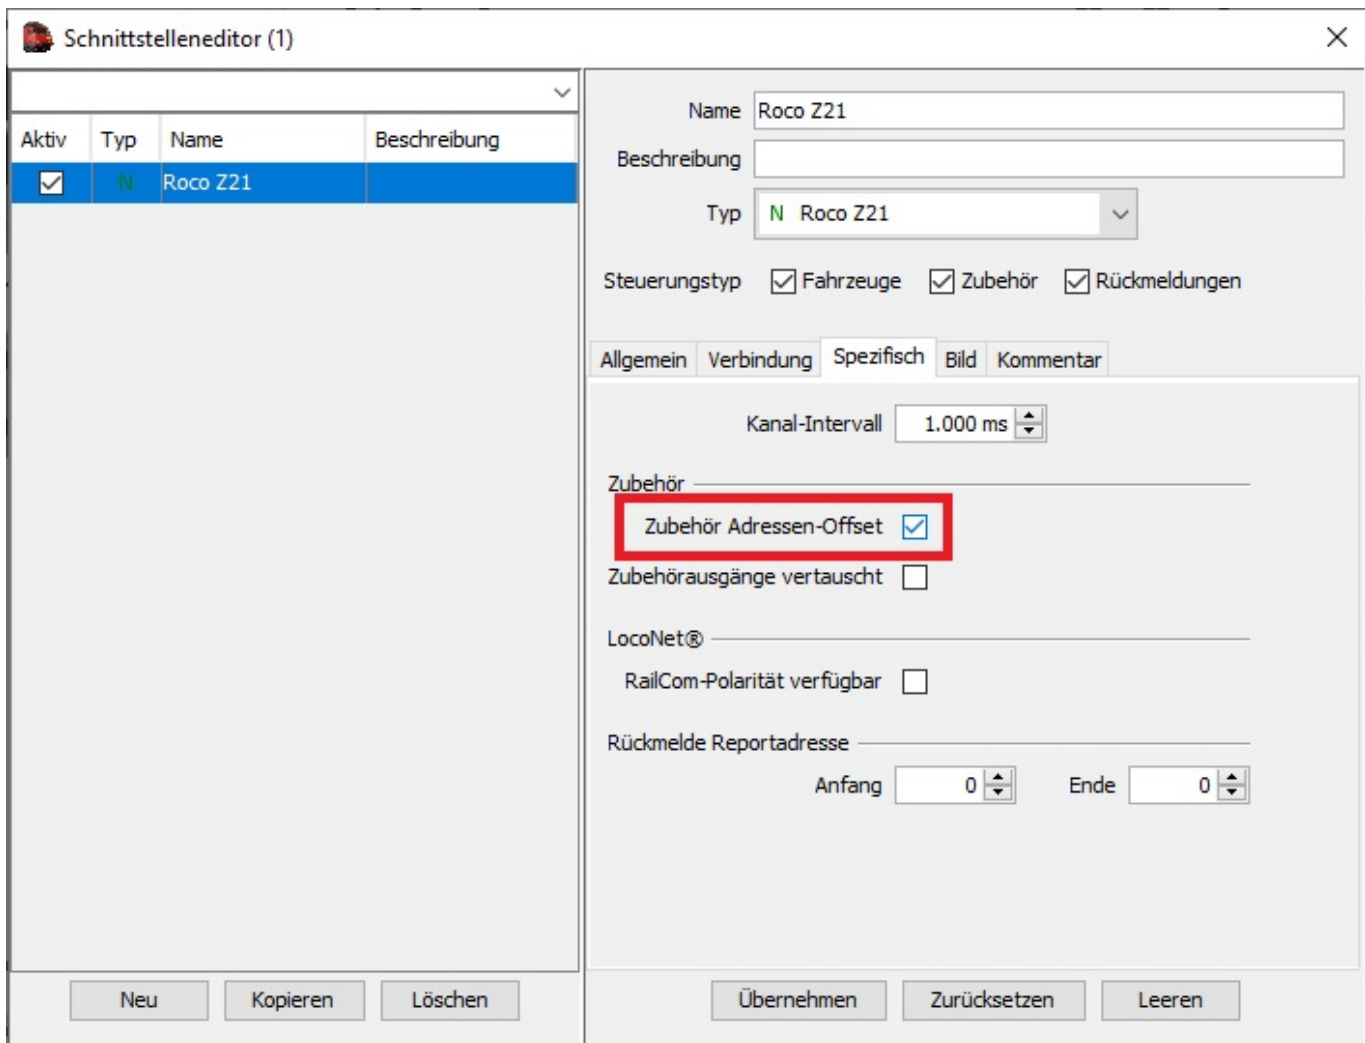 Schnittstelleneditor (1)
Aktiv Typ Name Beschreibung
N Roco Z21
Neu Kopieren Löschen
Name Roco Z21
Beschreibung
Typ N Roco Z21
Steuerungstyp Fahrzeuge Zubehör Rückmeldungen
Allgemein Verbindung Spezifisch Bild Kommentar
Kanal-Intervall 1.000 ms
Zubehör
Zubehör Adressen-Offset
Zubehörausgänge vertauscht
LocoNet®
RailCom-Polarität verfügbar
Rückmelde Reportadresse
Anfang 0 Ende 0
Übernehmen Zurücksetzen Leeren